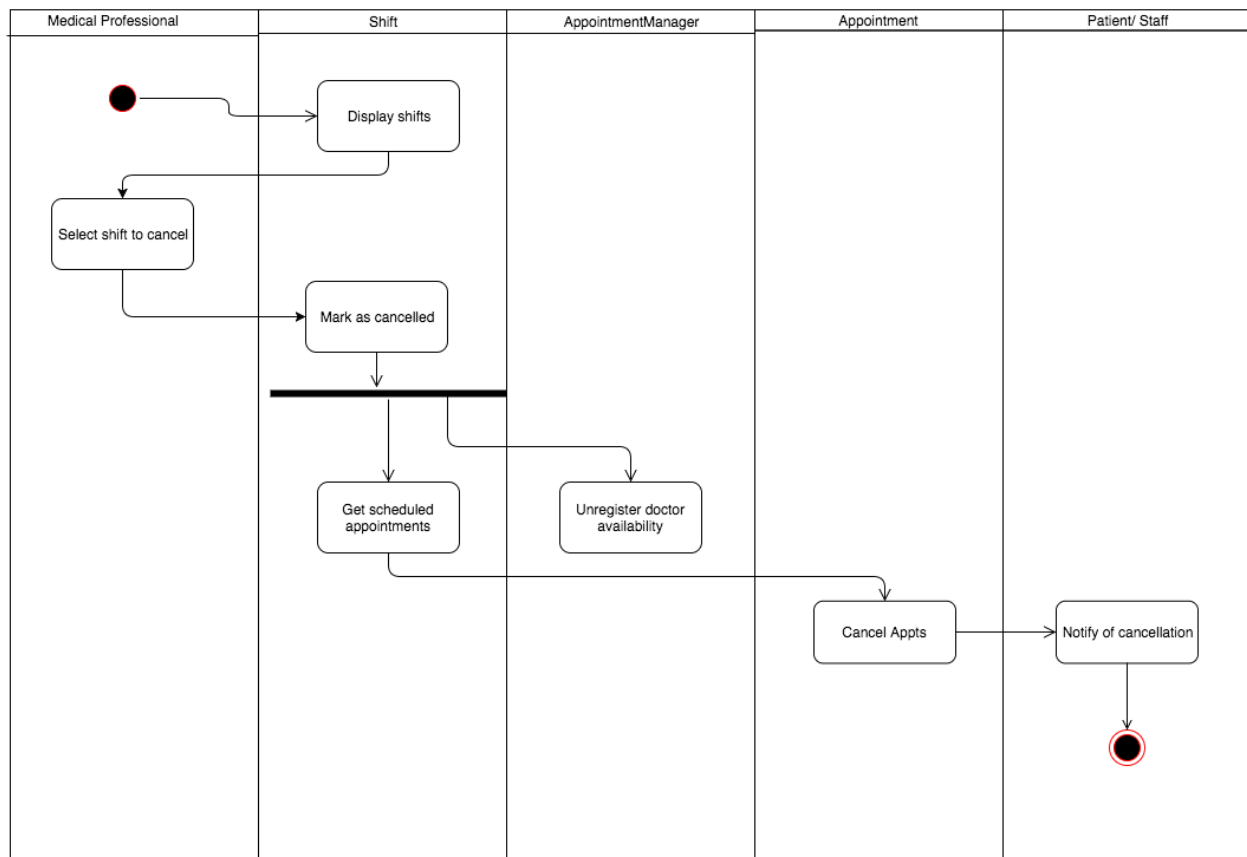 Medical Professional
Shift
AppointmentManager
Appointment
Patient/ Staff
Display shifts
Select shift to cancel
Mark as cancelled
Get scheduled
appointments
Unregister doctor
availability
Cancel Appts
Notify of cancellation